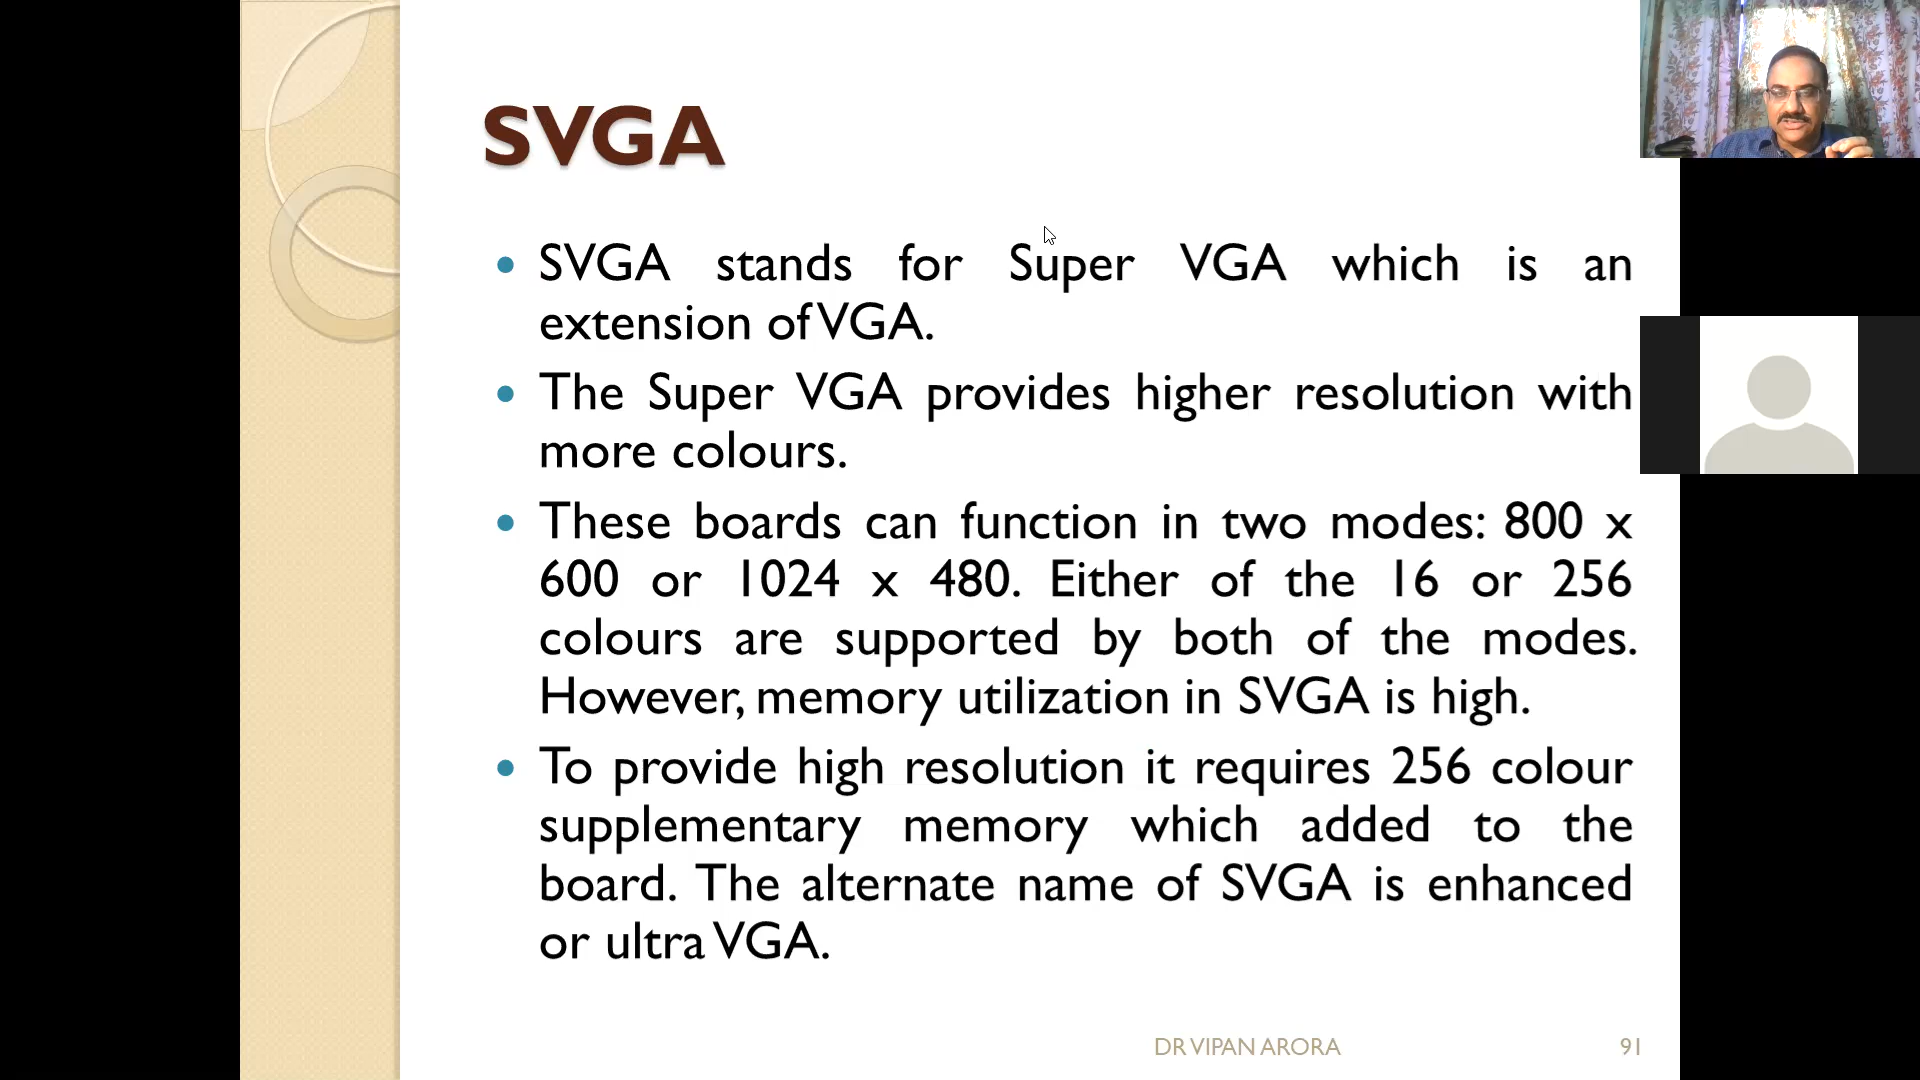 SVGA
SVGA stands for Super VGA which is an
extension of VGA.
The Super VGA provides higher resolution with
more colours.
These boards can function in two modes: 800 x
600 or 1024 x 480. Either of the 16 or 256
colours are supported by both of the modes.
However, memory utilization in SVGA is high.
To provide high resolution it requires 256 colour
supplementary memory which added to the
board. The alternate name of SVGA is enhanced
or ultra VGA.
DR VIPAN ARORA 91